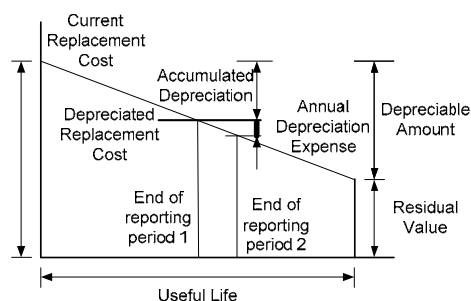 Current
Replacement
Cost
Accumulated
Depreciation
Depreciated
Replacement
Cost
Annual
Depreciation
Expense
Depreciable
Amount
End of
reporting
period 1
End of
reporting
period 2
Residual
Value
Useful Life